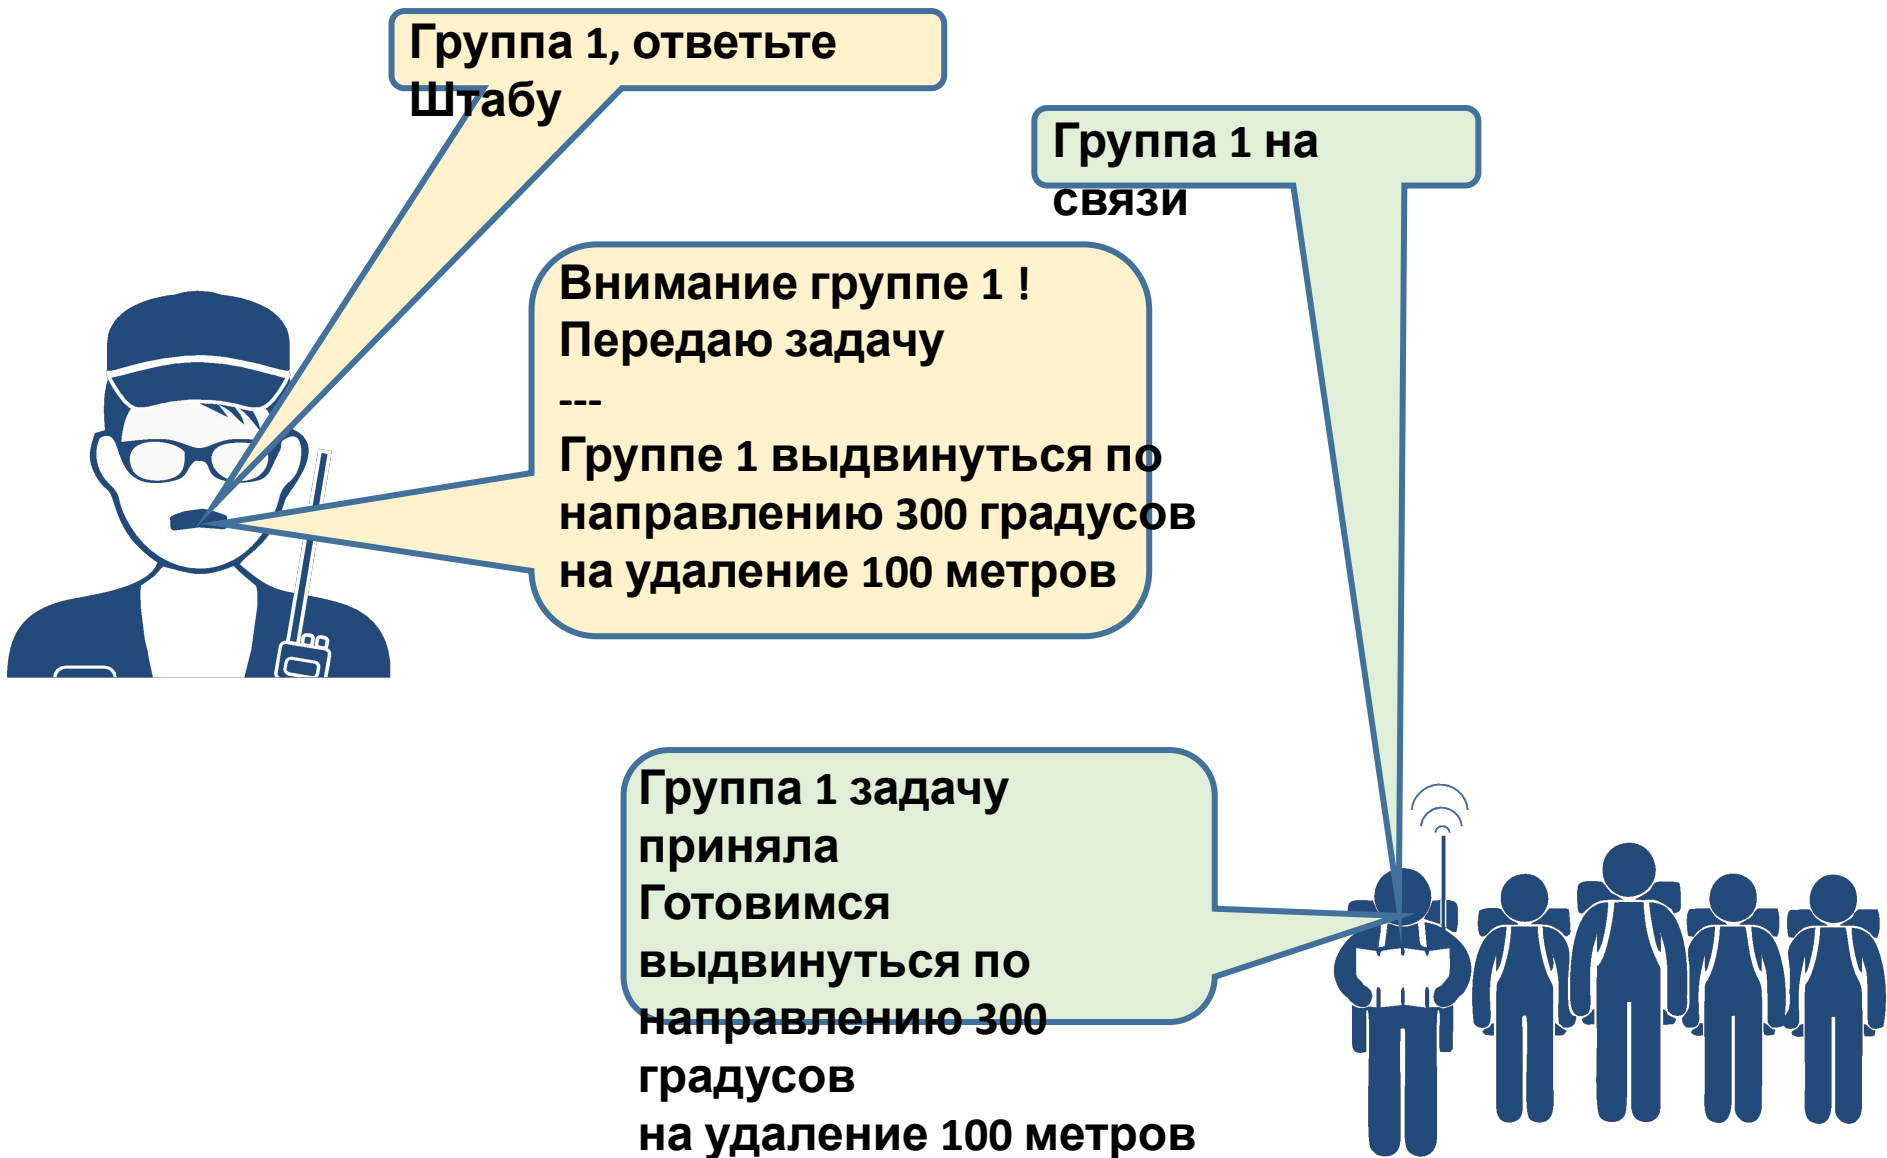 Группа 1, ответьте
Штабу
Группа 1 на
связи
Внимание группе 1 !
Передаю задачу
---
Группе 1 выдвинуться по
направлению 300 градусов
на удаление 100 метров
Группа 1 задачу
приняла
Готовимся
выдвинуться по
направлению 300
градусов
на удаление 100 метров